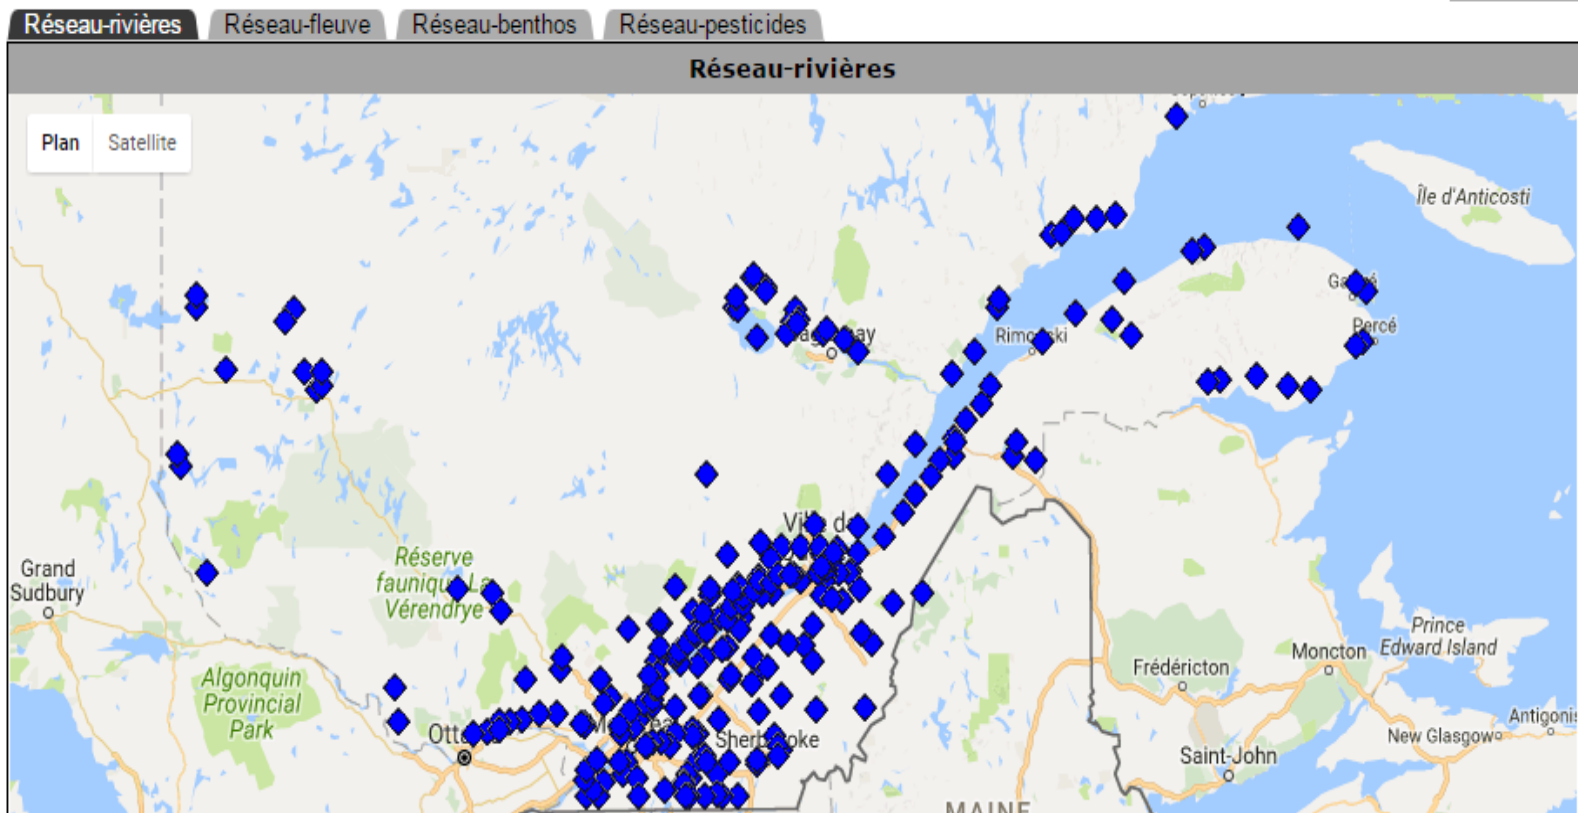 Réseau-rivières Réseau-fleuve Réseau-benthos Réseau-pesticides
Réseau-rivières
Plan Satellite
Île d'Anticosti
Percé
Réserve
Vérendrye
Grand
Sudbury
Algonquin
Provincial
Park
Prince
Edward Island
Moncton
Frédéricton
New Glasgow
Saint-John
MAINE